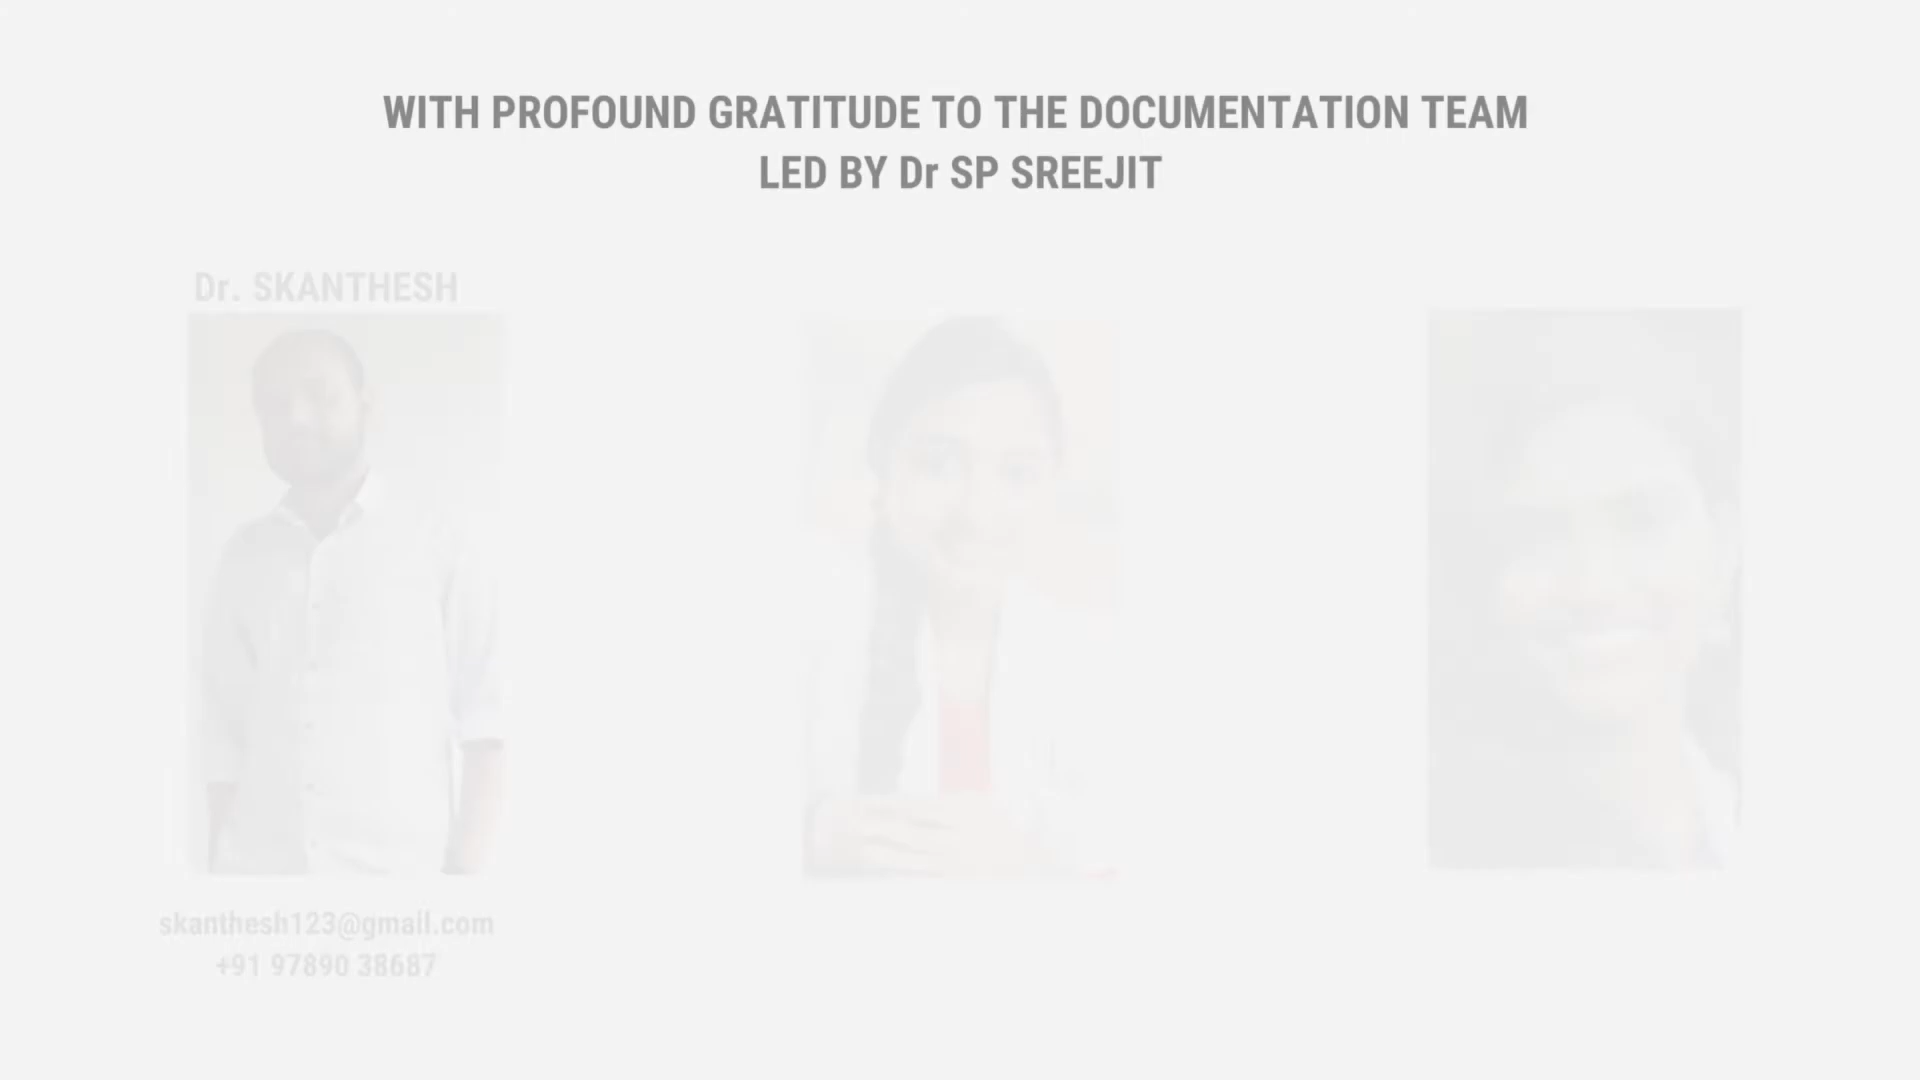 WITH PROFOUND GRATITUDE TO THE DOCUMENTATION TEAM
LED BY Dr SP SREEJIT
Dr. SKANTHESH
skanthesh123@gmail.com
+91 97890 38687